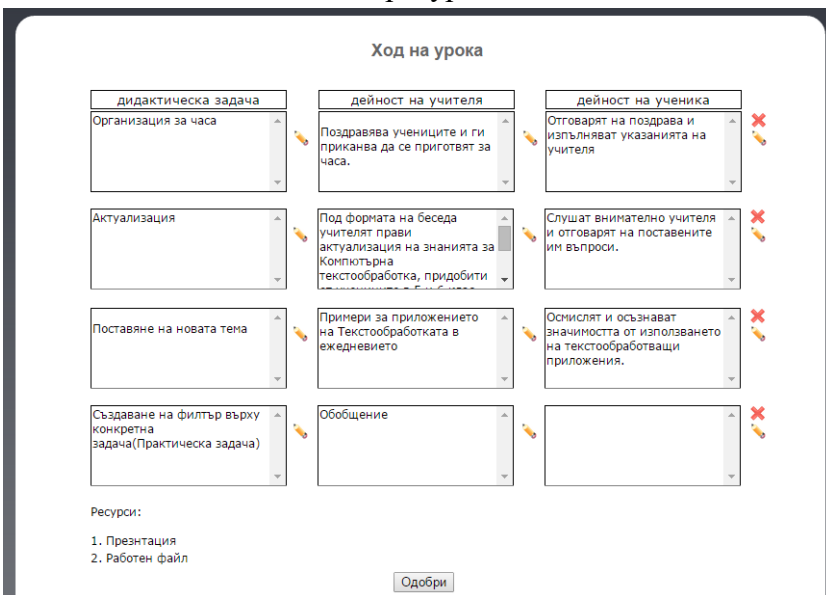 Ход на урока
дидактическа задача
дейност на учителя
дейност на ученика
Организация за часа
Поздравява учениците и ги
приканва да се приготвят за
часа.
Отговарят на поздрава и
изпълняват указанията на
учителя
Актуализация
Под формата на беседа
учителят прави
актуализация на знанията за
Компютърна
текстообработка, придобити
Слушат внимателно учителя
и отговарят на поставените
им въпроси.
Поставяне на новата тема
Примери за приложението
на Текстообработката в
ежедневието
Осмислят и осъзнават
значимостта от използването
на текстообработващи
приложения.
Създаване на филтър върху
конкретна
задача(Практическа задача)
Обобщение
Ресурси:
1. Презнтация
2. Работен файл
Одобри